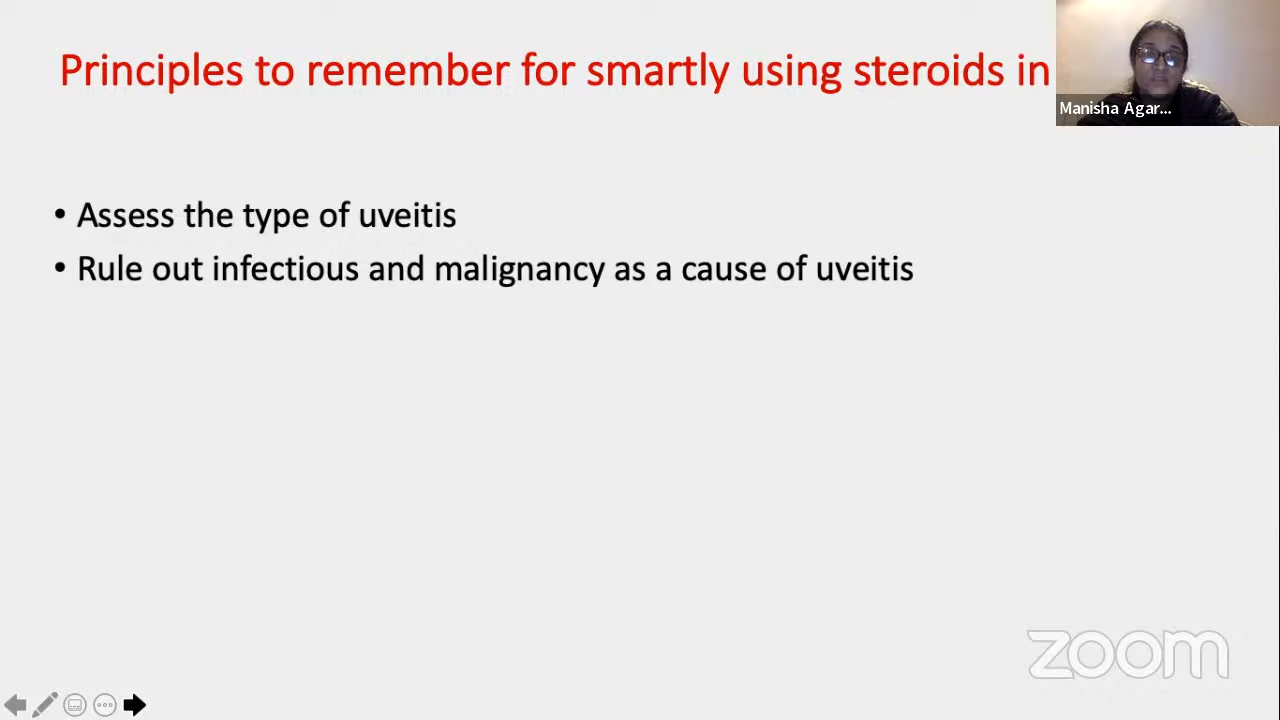 Principles to remember for smartly using steroids in
Manisha Agar...
• Assess the type of uveitis
• Rule out infectious and malignancy as a cause of uveitis
zoom